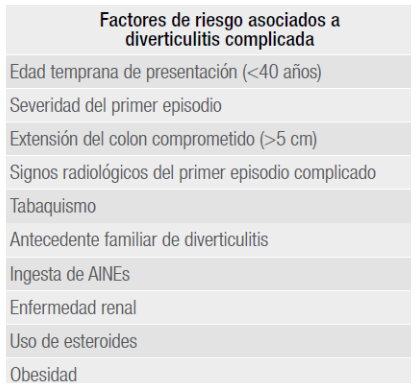 Factores de riesgo asociados a
diverticulitis complicada
Edad temprana de presentación (<40 años)
Severidad del primer episodio
Extensión del colon comprometido (>5 cm)
Signos radiológicos del primer episodio complicado
Tabaquismo
Antecedente familiar de diverticulitis
Ingesta de AINEs
Enfermedad renal
Uso de esteroides
Obesidad